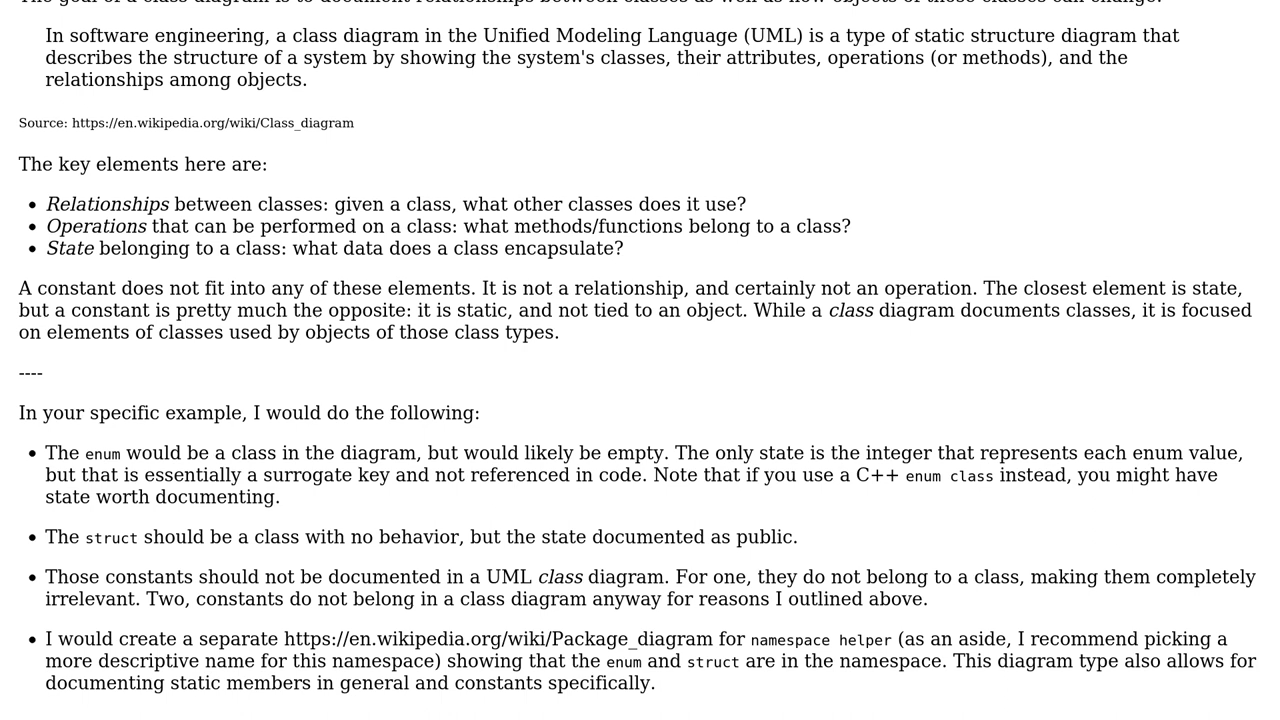 The goal of a class diagram is to document relationships between classes as well as how objects of those classes can change.
In software engineering, a class diagram in the Unified Modeling Language (UML) is a type of static structure diagram that
describes the structure of a system by showing the system's classes, their attributes, operations (or methods), and the
relationships among objects.
Source: https://en.wikipedia.org/wiki/Class_diagram
The key elements here are:
• Relationships between classes: given a class, what other classes does it use?
• Operations that can be performed on a class: what methods/functions belong to a class?
• State belonging to a class: what data does a class encapsulate?
A constant does not fit into any of these elements. It is not a relationship, and certainly not an operation. The closest element is state,
but a constant is pretty much the opposite: it is static, and not tied to an object. While a class diagram documents classes, it is focused
on elements of classes used by objects of those class types.
----
In your specific example, I would do the following:
• The enum would be a class in the diagram, but would likely be empty. The only state is the integer that represents each enum value,
but that is essentially a surrogate key and not referenced in code. Note that if you use a C++ enum class instead, you might have
state worth documenting.
• The struct should be a class with no behavior, but the state documented as public.
• Those constants should not be documented in a UML class diagram. For one, they do not belong to a class, making them completely
irrelevant. Two, constants do not belong in a class diagram anyway for reasons I outlined above.
• I would create a separate https://en.wikipedia.org/wiki/Package_diagram for namespace helper (as an aside, I recommend picking a
more descriptive name for this namespace) showing that the enum and struct are in the namespace. This diagram type also allows for
documenting static members in general and constants specifically.